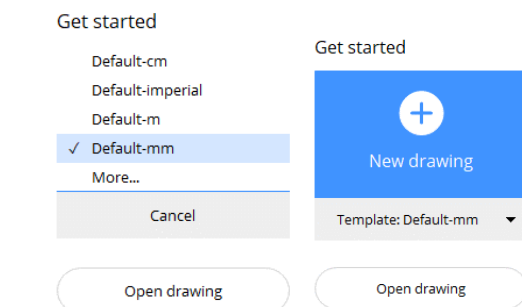 Get started
Default-cm
Default-imperial
Default-m
✓ Default-mm
More...
Cancel
Open drawing
Get started
New drawing
Template: Default-mm
Open drawing